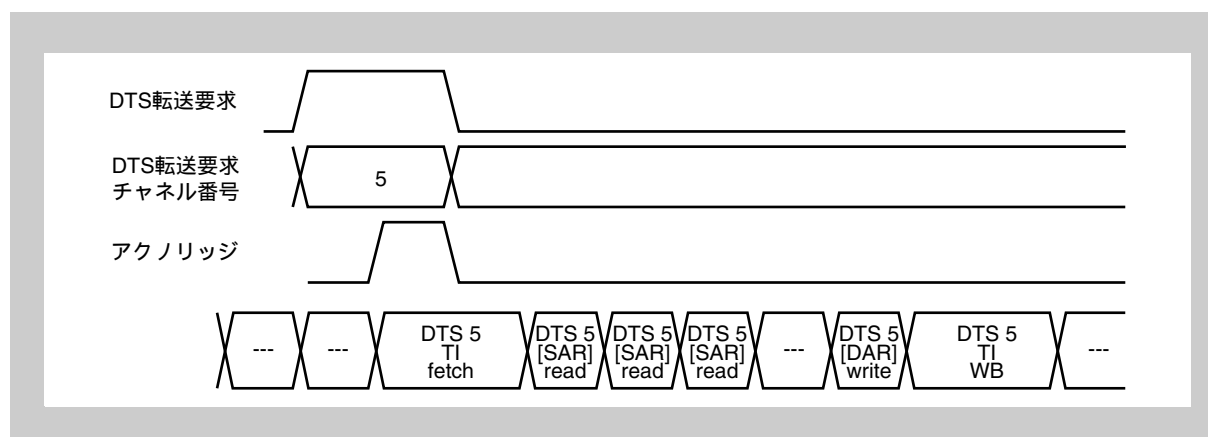 DTS転送要求
DTS転送要求
チャネル番号
5
アクノリッジ
---
---
DTS 5
TI
fetch
DTS 5
[SAR]
read
DTS 5
[SAR]
read
DTS 5
[SAR]
read
---
DTS 5
[DAR]
write
DTS 5
TI
WB
---